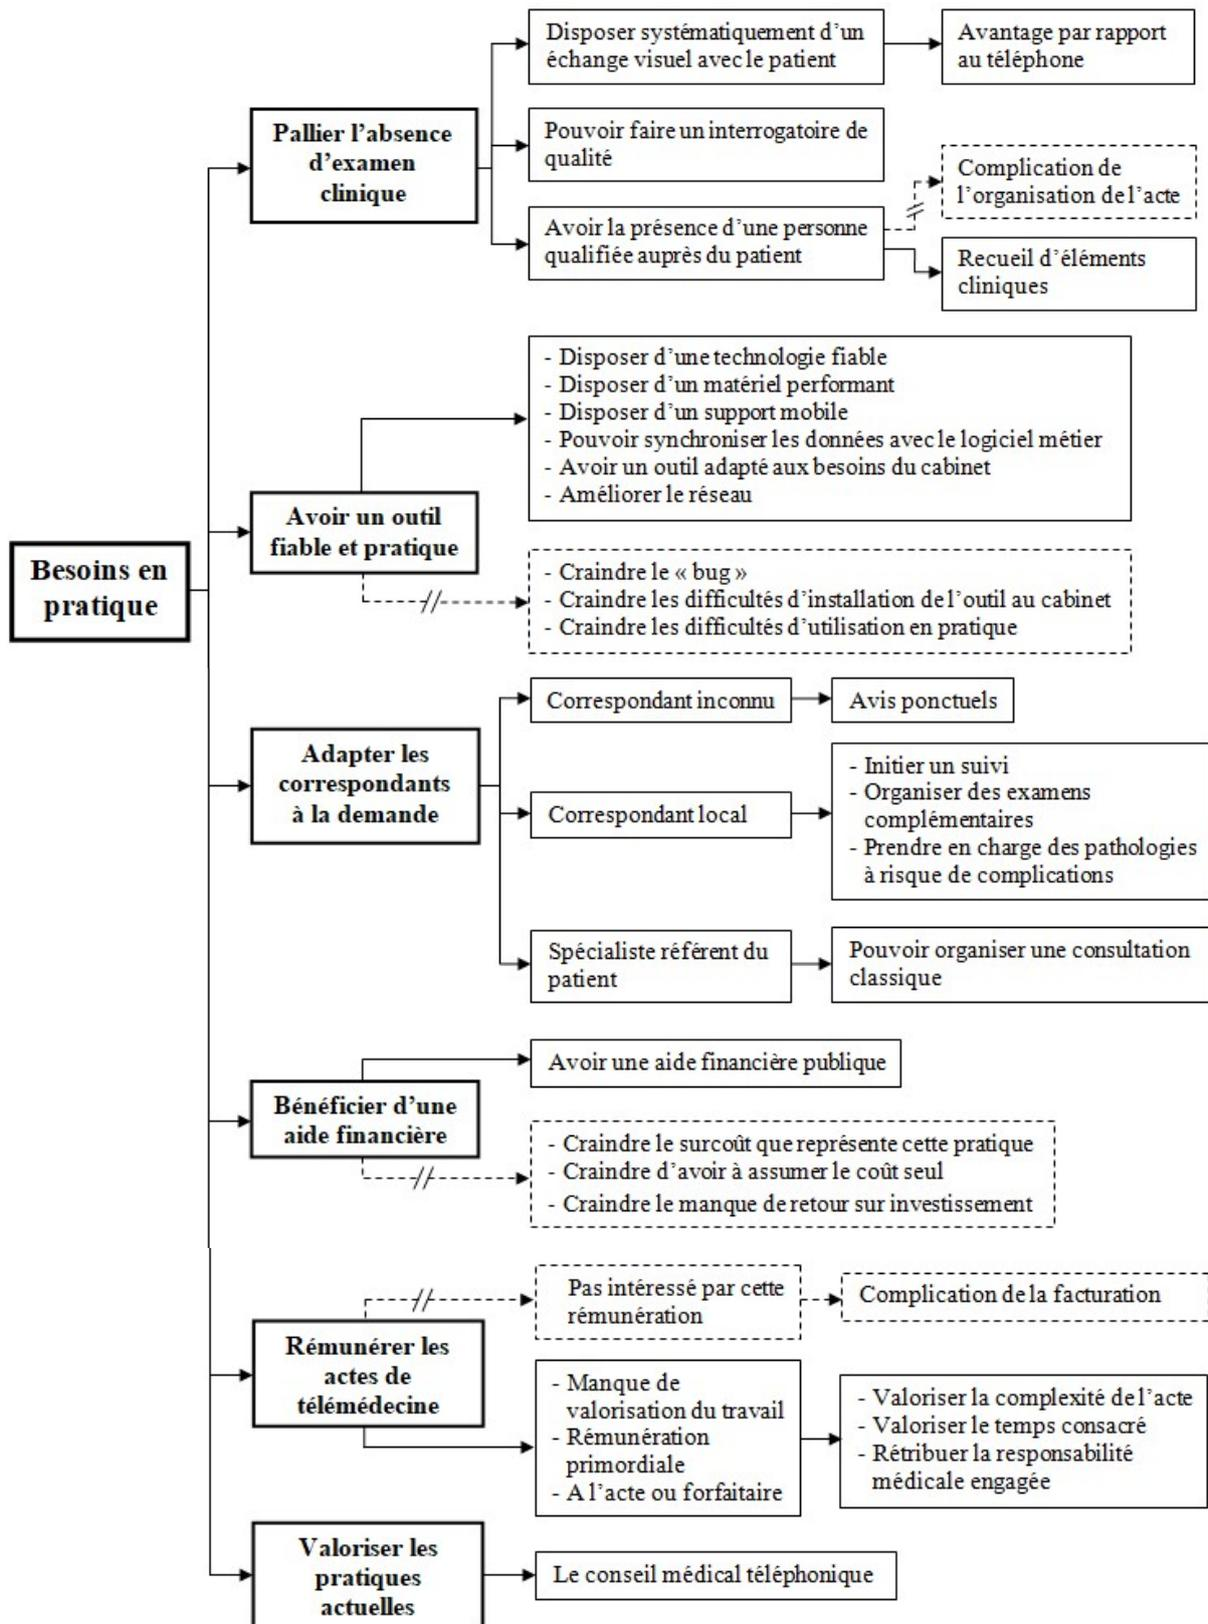 Besoins en
pratique
Pallier l’absence
d’examen
clinique
Disposer systématiquement d’un
échange visuel avec le patient
Avantage par rapport
au téléphone
Pouvoir faire un interrogatoire de
qualité
Avoir la présence d’une personne
qualifiée auprès du patient
Complication de
l’organisation de l’acte
Recueil d’éléments
cliniques
Avoir un outil
fiable et pratique
- Disposer d’une technologie fiable
- Disposer d’un matériel performant
- Disposer d’un support mobile
- Pouvoir synchroniser les données avec le logiciel métier
- Avoir un outil adapté aux besoins du cabinet
- Améliorer le réseau
- Craindre le « bug »
- Craindre les difficultés d’installation de l’outil au cabinet
- Craindre les difficultés d’utilisation en pratique
Adapter les
correspondants
à la demande
Correspondant inconnu
Avis ponctuels
Correspondant local
- Initier un suivi
- Organiser des examens
complémentaires
- Prendre en charge des pathologies
à risque de complications
Spécialiste référent du
patient
Pouvoir organiser une consultation
classique
Bénéficier d’une
aide financière
Avoir une aide financière publique
- Craindre le surcoût que représente cette pratique
- Craindre d’avoir à assumer le coût seul
- Craindre le manque de retour sur investissement
Rémunérer les
actes de
télémédecine
Pas intéressé par cette
rémunération
Complication de la facturation
- Manque de
valorisation du travail
- Rémunération
primordiale
- A l’acte ou forfaitaire
- Valoriser la complexité de l’acte
- Valoriser le temps consacré
- Rétribuer la responsabilité
médicale engagée
Valoriser les
pratiques
actuelles
Le conseil médical téléphonique